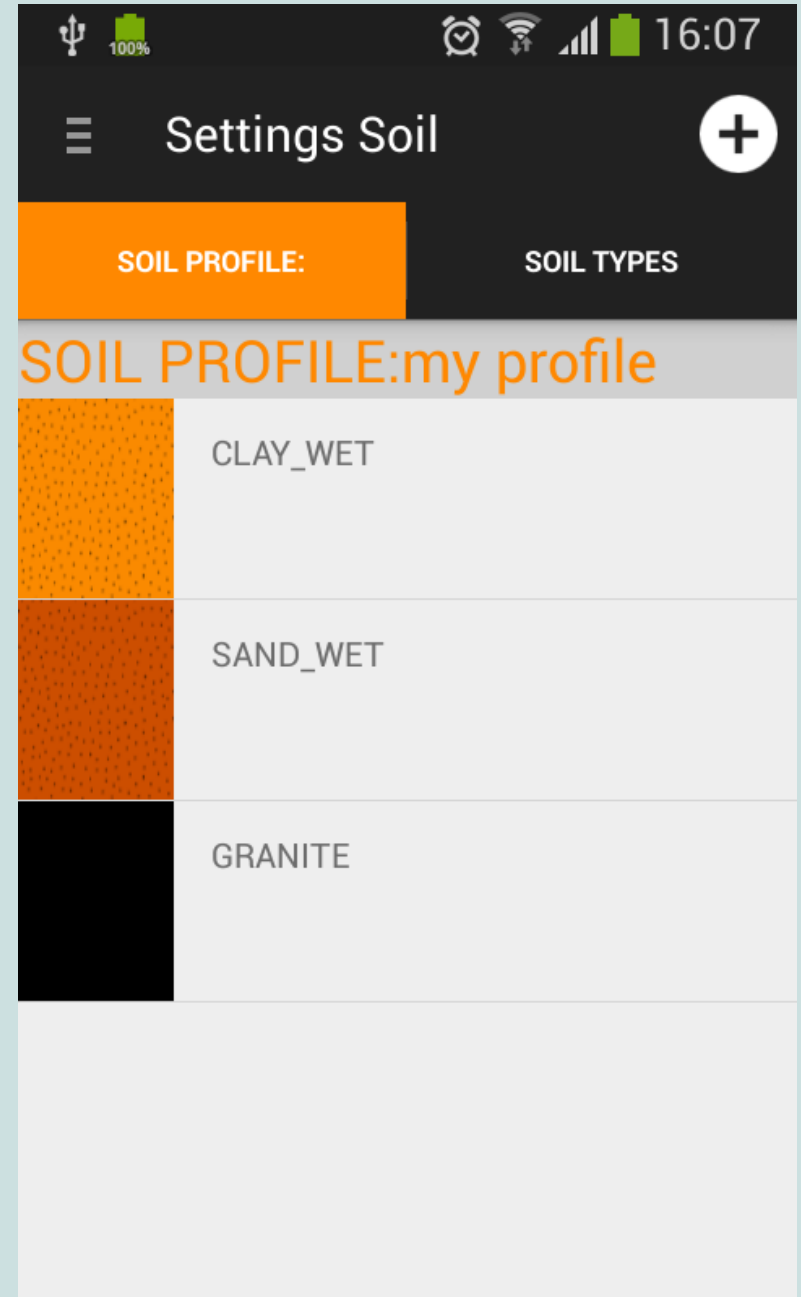 100% 16:07
Settings Soil
SOIL PROFILE: SOIL TYPES
SOIL PROFILE:my profile
CLAY_WET
SAND_WET
GRANITE